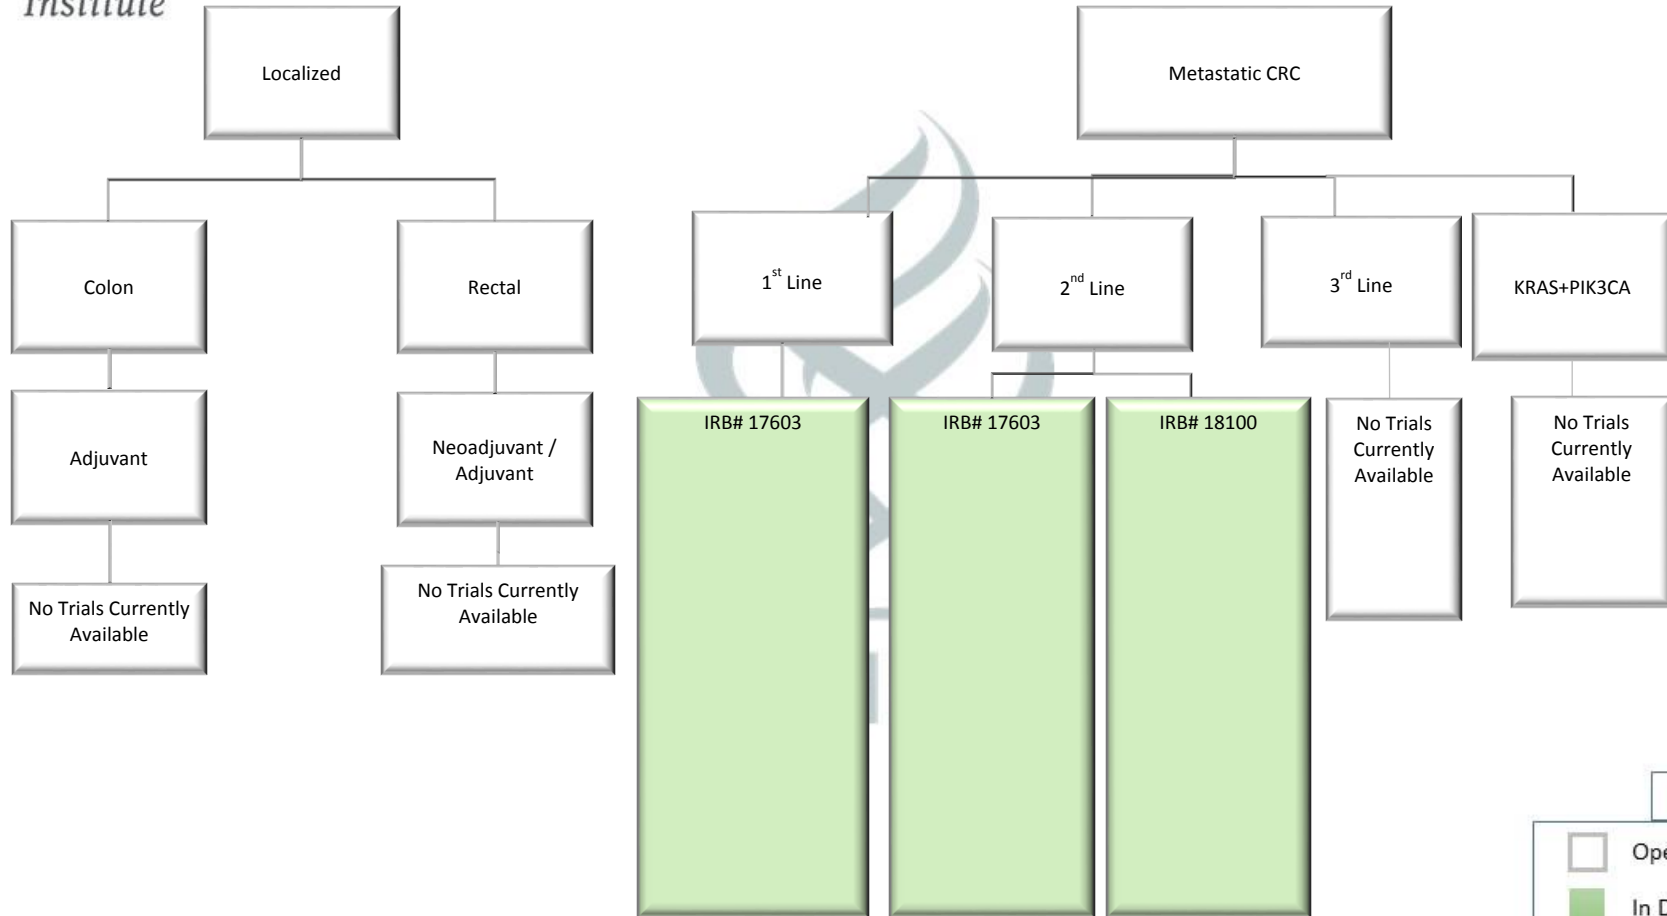 Institute
Localized
Metastatic CRC
Colon
Rectal
1st Line
2nd Line
3rd Line
KRAS+PIK3CA
Adjuvant
Neoadjuvant /
Adjuvant
IRB# 17603
IRB# 17603
IRB# 18100
No Trials
Currently
Available
No Trials
Currently
Available
No Trials Currently
Available
No Trials Currently
Available
In